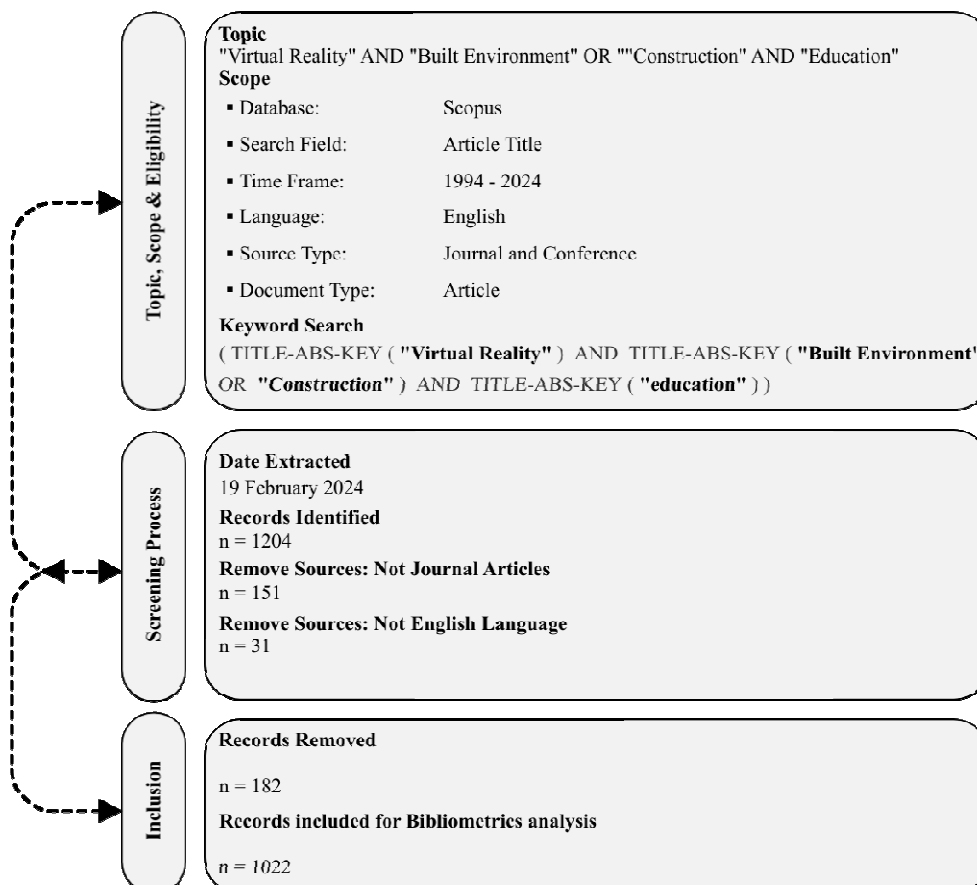 Topic, Scope & Eligibility
Topic
"Virtual Reality" AND "Built Environment" OR ""Construction" AND "Education"
Scope
▪ Database: Scopus
▪ Search Field: Article Title
▪ Time Frame: 1994 - 2024
▪ Language: English
▪ Source Type: Journal and Conference
▪ Document Type: Article
Keyword Search
( TITLE-ABS-KEY ( "Virtual Reality" ) AND TITLE-ABS-KEY ( "Built Environment"
OR "Construction" ) AND TITLE-ABS-KEY ( "education" ) )
Screening Process
Date Extracted
19 February 2024
Records Identified
n = 1204
Remove Sources: Not Journal Articles
n = 151
Remove Sources: Not English Language
n = 31
Inclusion
Records Removed
n = 182
Records included for Bibliometrics analysis
n = 1022